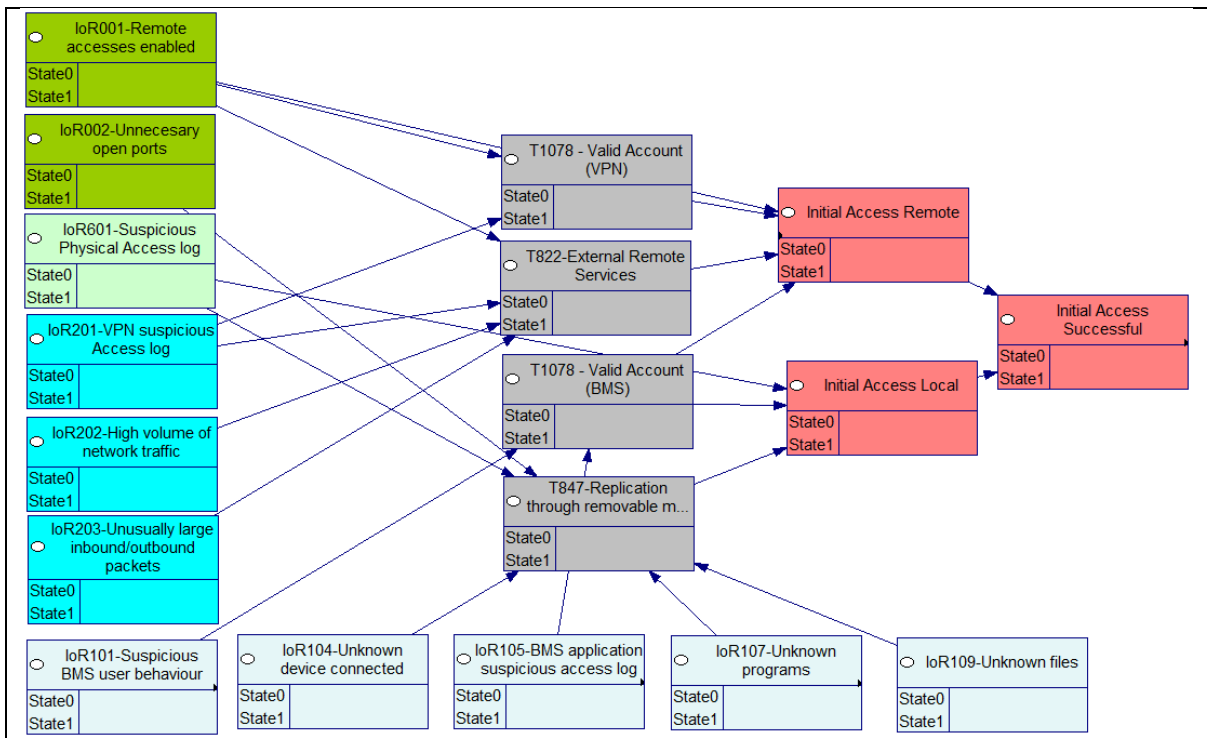 IoR001-Remote
accesses enabled
State0
State1
IoR002-Unnecesary
open ports
State0
State1
IoR601-Suspicious
Physical Access log
State0
State1
IoR201-VPN suspicious
Access log
State0
State1
IoR202-High volume of
network traffic
State0
State1
IoR203-Unusually large
inbound/outbound
packets
State0
State1
IoR101-Suspicious
BMS user behaviour
State0
State1
IoR104-Unknown
device connected
State0
State1
IoR105-BMS application
suspicious access log
State0
State1
IoR107-Unknown
programs
State0
State1
IoR109-Unknown files
State0
State1
T1078 - Valid Account
(VPN)
State0
State1
T822-External Remote
Services
State0
State1
T1078 - Valid Account
(BMS)
State0
State1
T847-Replication
through removable m...
State0
State1
Initial Access Remote
State0
State1
Initial Access Local
State0
State1
Initial Access
Successful
State0
State1